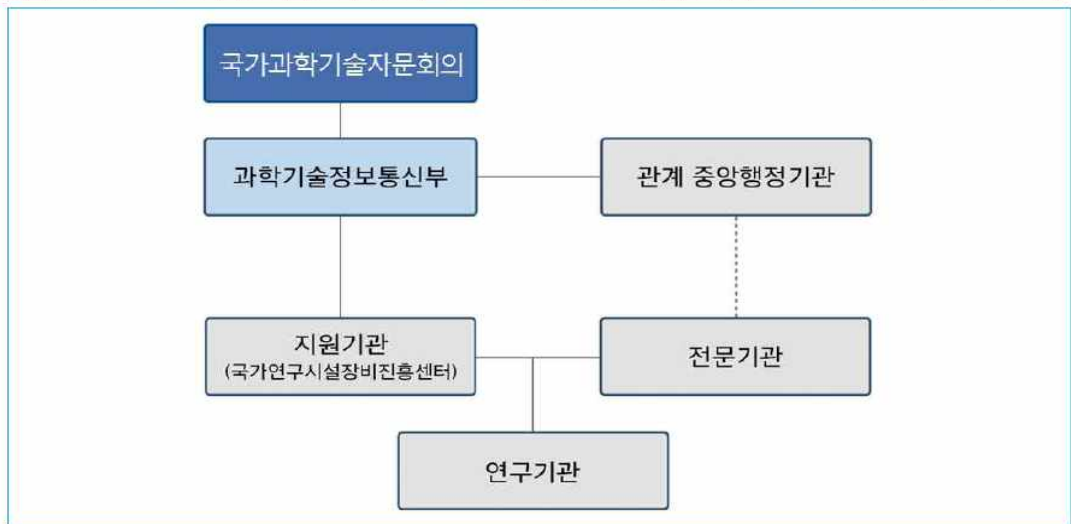 국가과학기술자문회의
과학기술정보통신부
관계 중앙행정기관
지원기관
(국가연구시설장비진흥센터)
전문기관
연구기관